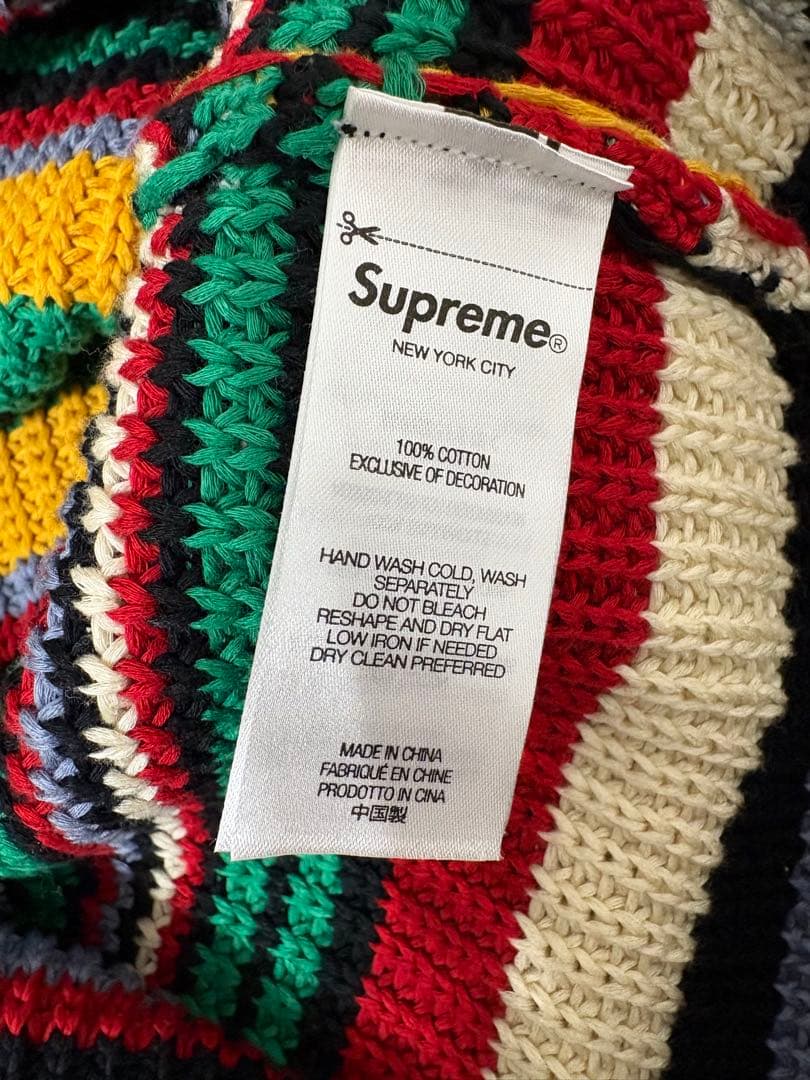 Supreme®
NEW YORK CITY
100% COTTON
EXCLUSIVE OF DECORATION
HAND WASH COLD, WASH
SEPARATELY
DO NOT BLEACH
RESHAPE AND DRY FLAT
LOW IRON IF NEEDED
DRY CLEAN PREFERRED
MADE IN CHINA
FABRIQUÉ EN CHINE
PRODOTTO IN CINA
中国製